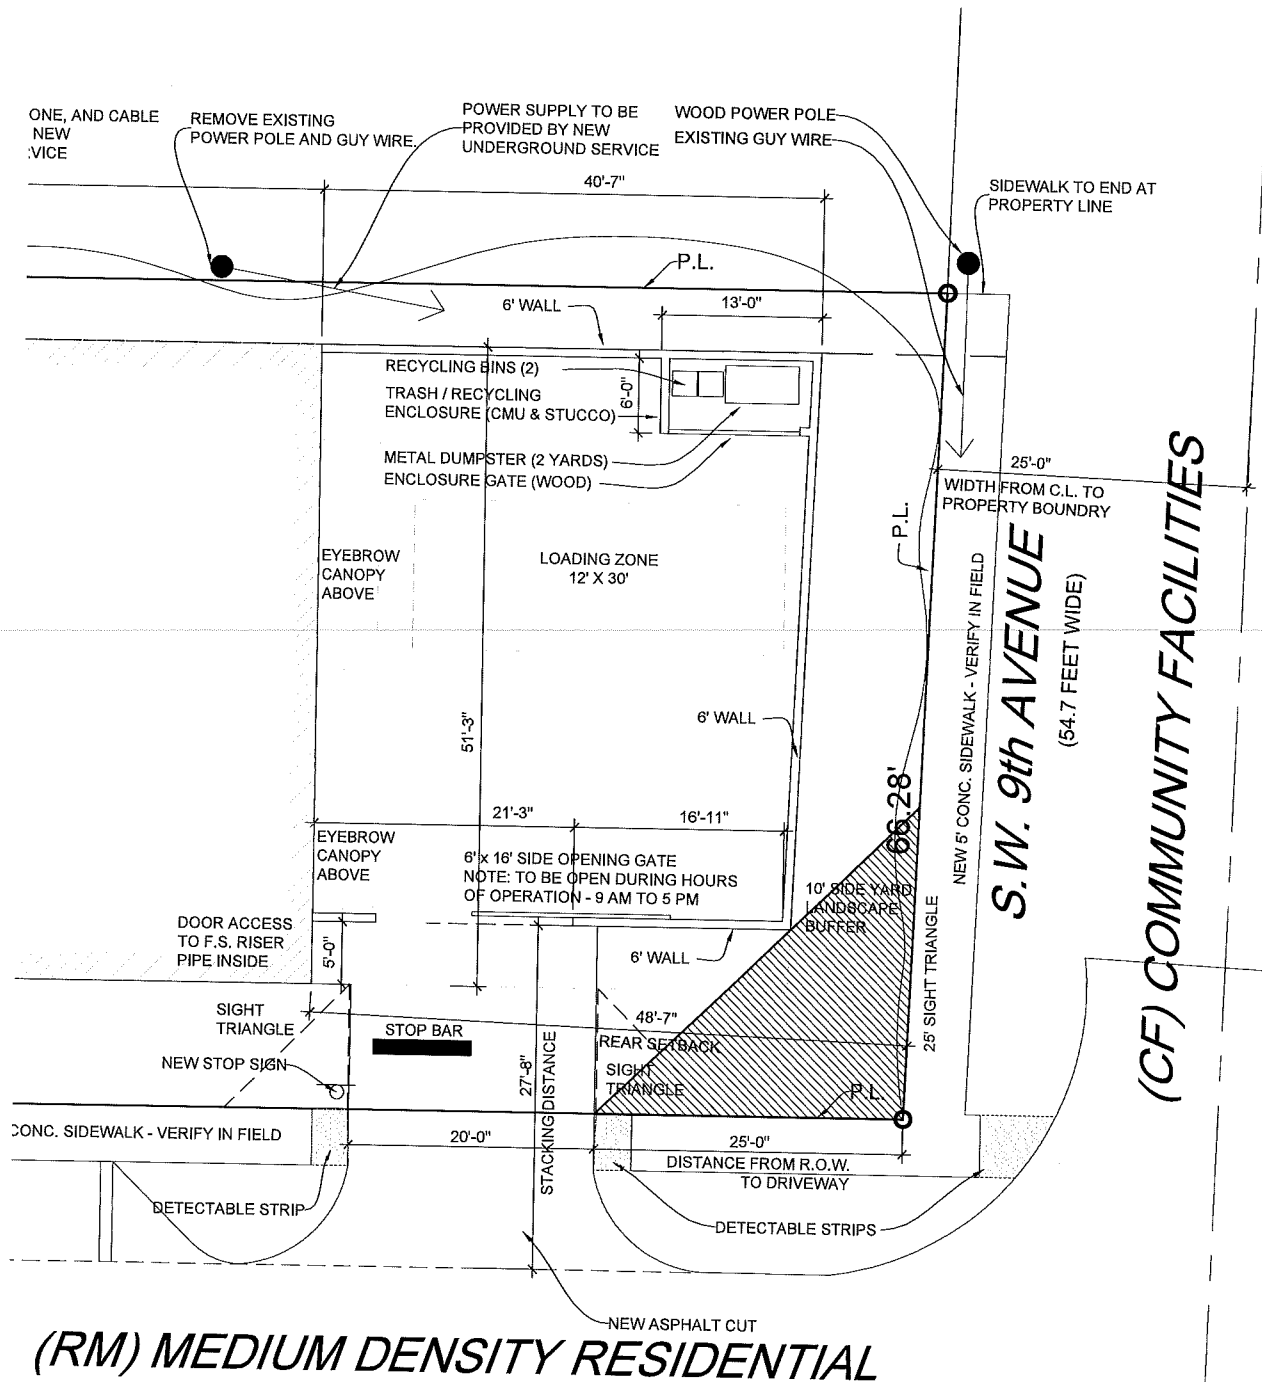 ONE, AND CABLE
NEW
VICE
REMOVE EXISTING
POWER POLE AND GUY WIRE.
POWER SUPPLY TO BE
PROVIDED BY NEW
UNDERGROUND SERVICE
WOOD POWER POLE
EXISTING GUY WIRE
SIDEWALK TO END AT
PROPERTY LINE
40'-7"
P.L.
13'-0"
6' WALL
RECYCLING BINS (2)
TRASH / RECYCLING
ENCLOSURE (CMU & STUCCO)
6'-0"
METAL DUMPSTER (2 YARDS)
ENCLOSURE GATE (WOOD)
25'-0"
WIDTH FROM C.L. TO
PROPERTY BOUNDRY
P.L.
EYEBROW
CANOPY
ABOVE
LOADING ZONE
12' X 30'
51'-3"
6' WALL
66.28'
NEW 5' CONC. SIDEWALK - VERIFY IN FIELD
S.W. 9th AVENUE
(54.7 FEET WIDE)
(CF) COMMUNITY FACILITIES
21'-3"
16'-11"
EYEBROW
CANOPY
ABOVE
6' x 16' SIDE OPENING GATE
NOTE: TO BE OPEN DURING HOURS
OF OPERATION - 9 AM TO 5 PM
10' SIDE YARD
LANDSCAPE
BUFFER
DOOR ACCESS
TO F.S. RISER
PIPE INSIDE
5'-0"
6' WALL
25' SIGHT TRIANGLE
SIGHT
TRIANGLE
STOP BAR
48'-7"
REAR SETBACK
NEW STOP SIGN
27'-8"
STACKING DISTANCE
SIGHT
TRIANGLE
P.L.
CONC. SIDEWALK - VERIFY IN FIELD
20'-0"
25'-0"
DISTANCE FROM R.O.W.
TO DRIVEWAY
DETECTABLE STRIP
DETECTABLE STRIPS
NEW ASPHALT CUT
(RM) MEDIUM DENSITY RESIDENTIAL